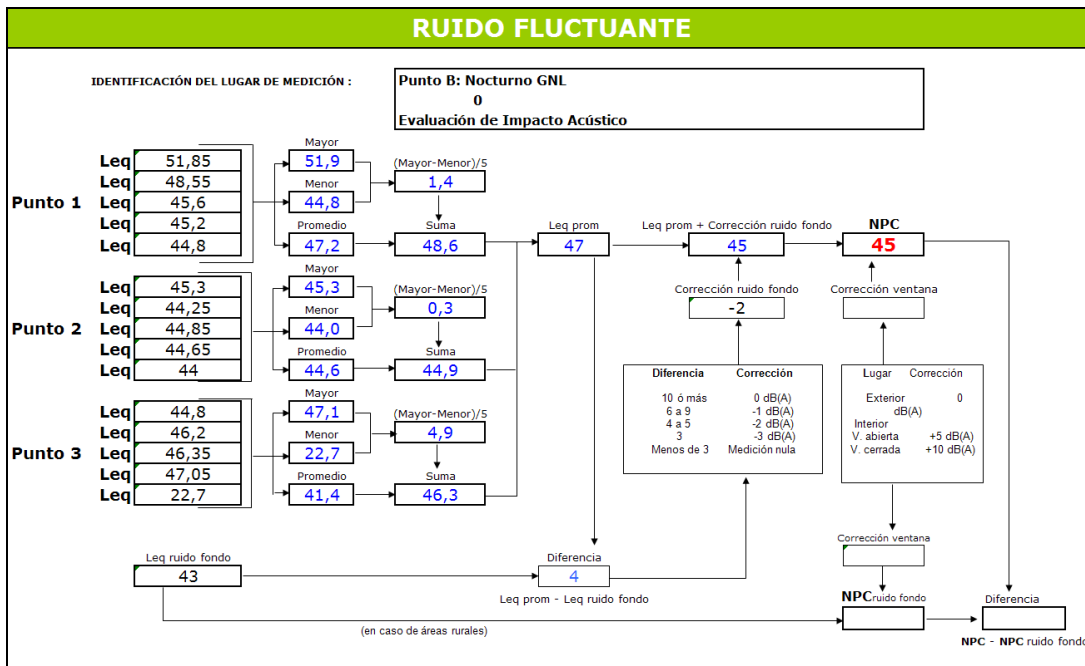 RUIDO FLUCTUANTE
IDENTIFICACIÓN DEL LUGAR DE MEDICIÓN :
Punto B: Nocturno GNL
0
Evaluación de Impacto Acústico
Punto 1
Leq 51,85
Leq 48,55
Leq 45,6
Leq 45,2
Leq 44,8
Mayor
51,9
Menor
44,8
Promedio
47,2
(Mayor-Menor)/5
1,4
Suma
48,6
Punto 2
Leq 45,3
Leq 44,25
Leq 44,85
Leq 44,65
Leq 44
Mayor
45,3
Menor
44,0
Promedio
44,6
(Mayor-Menor)/5
0,3
Suma
44,9
Punto 3
Leq 44,8
Leq 46,2
Leq 46,35
Leq 47,05
Leq 22,7
Mayor
47,1
Menor
22,7
Promedio
41,4
(Mayor-Menor)/5
4,9
Suma
46,3
Leq prom
47
Leq prom + Corrección ruido fondo
45
NPC
45
Corrección ruido fondo
-2
Corrección ventana
Diferencia Corrección
10 ó más 0 dB(A)
6 a 9 -1 dB(A)
4 a 5 -2 dB(A)
3 -3 dB(A)
Menos de 3 Medición nula
Lugar Corrección
Exterior 0
dB(A)
Interior
V. abierta +5 dB(A)
V. cerrada +10 dB(A)
Leq ruido fondo
43
Diferencia
4
Leq prom - Leq ruido fondo
Corrección ventana
NPC ruido fondo
Diferencia
(en caso de áreas rurales)
NPC - NPC ruido fondo